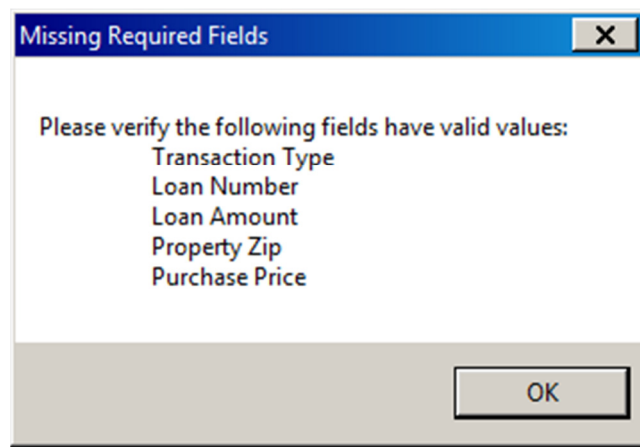 Missing Required Fields
Please verify the following fields have valid values:
Transaction Type
Loan Number
Loan Amount
Property Zip
Purchase Price
OK